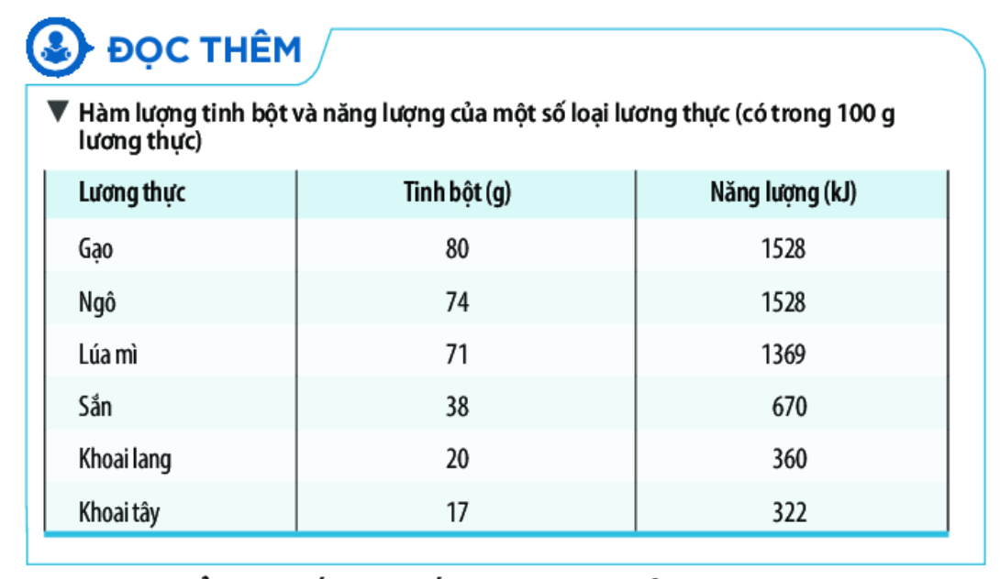 ĐỌC THÊM
▼ Hàm lượng tinh bột và năng lượng của một số loại lương thực (có trong 100 g
lương thực)
Lương thực Tinh bột (g) Năng lượng (kJ)
Gạo 80 1528
Ngô 74 1528
Lúa mì 71 1369
Sắn 38 670
Khoai lang 20 360
Khoai tây 17 322